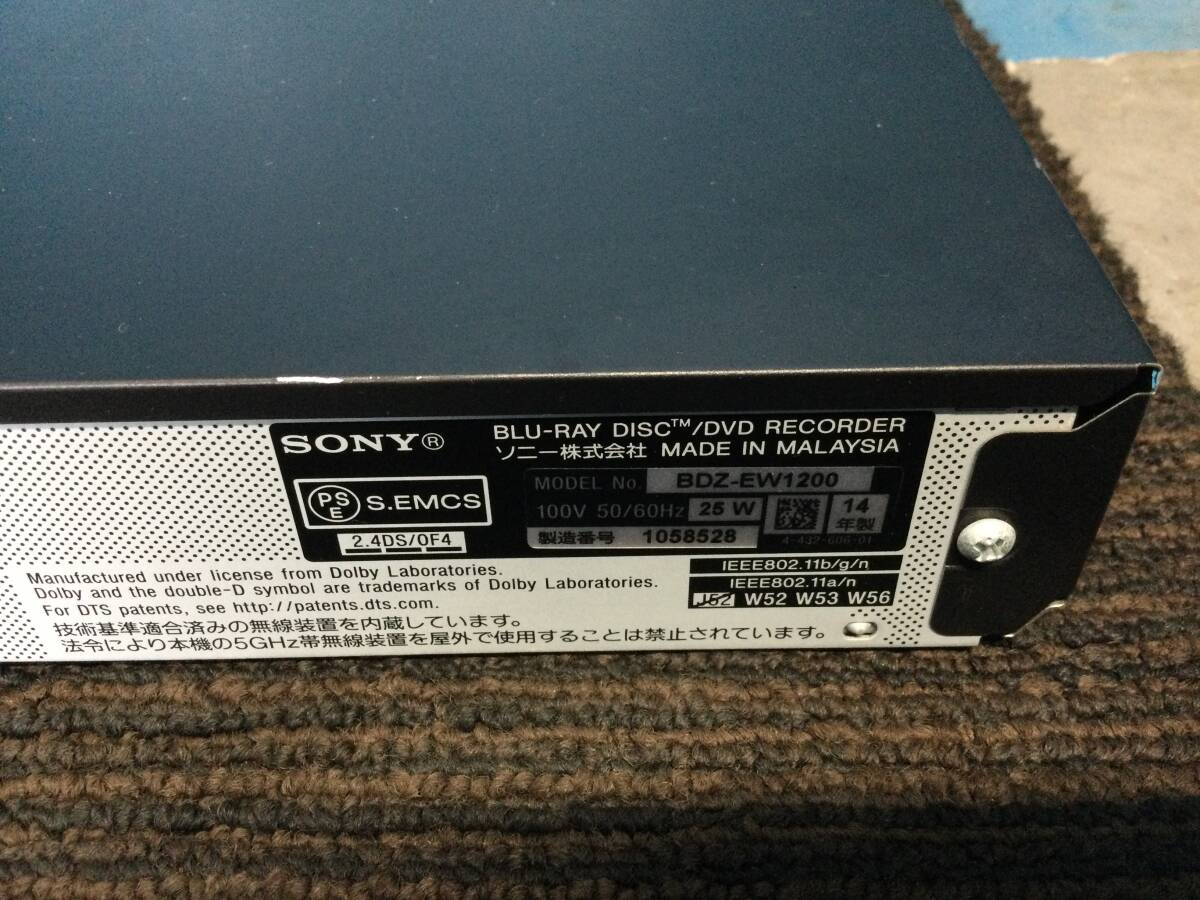 SONY®
BLU-RAY DISC™/DVD RECORDER
ソニー株式会社 MADE IN MALAYSIA
MODEL No. BDZ-EW1200
100V 50/60Hz 25 W
14年製
製造番号 1058528
4-432-606-01
PSE S.EMCS
2.4DS/OF4
IEEE802.11b/g/n
IEEE802.11a/n
J52 W52 W53 W56
Manufactured under license from Dolby Laboratories.
Dolby and the double-D symbol are trademarks of Dolby Laboratories.
For DTS patents, see http://patents.dts.com.
技術基準適合済みの無線装置を内蔵しています。
法令により本機の5GHz帯無線装置を屋外で使用することは禁止されています。